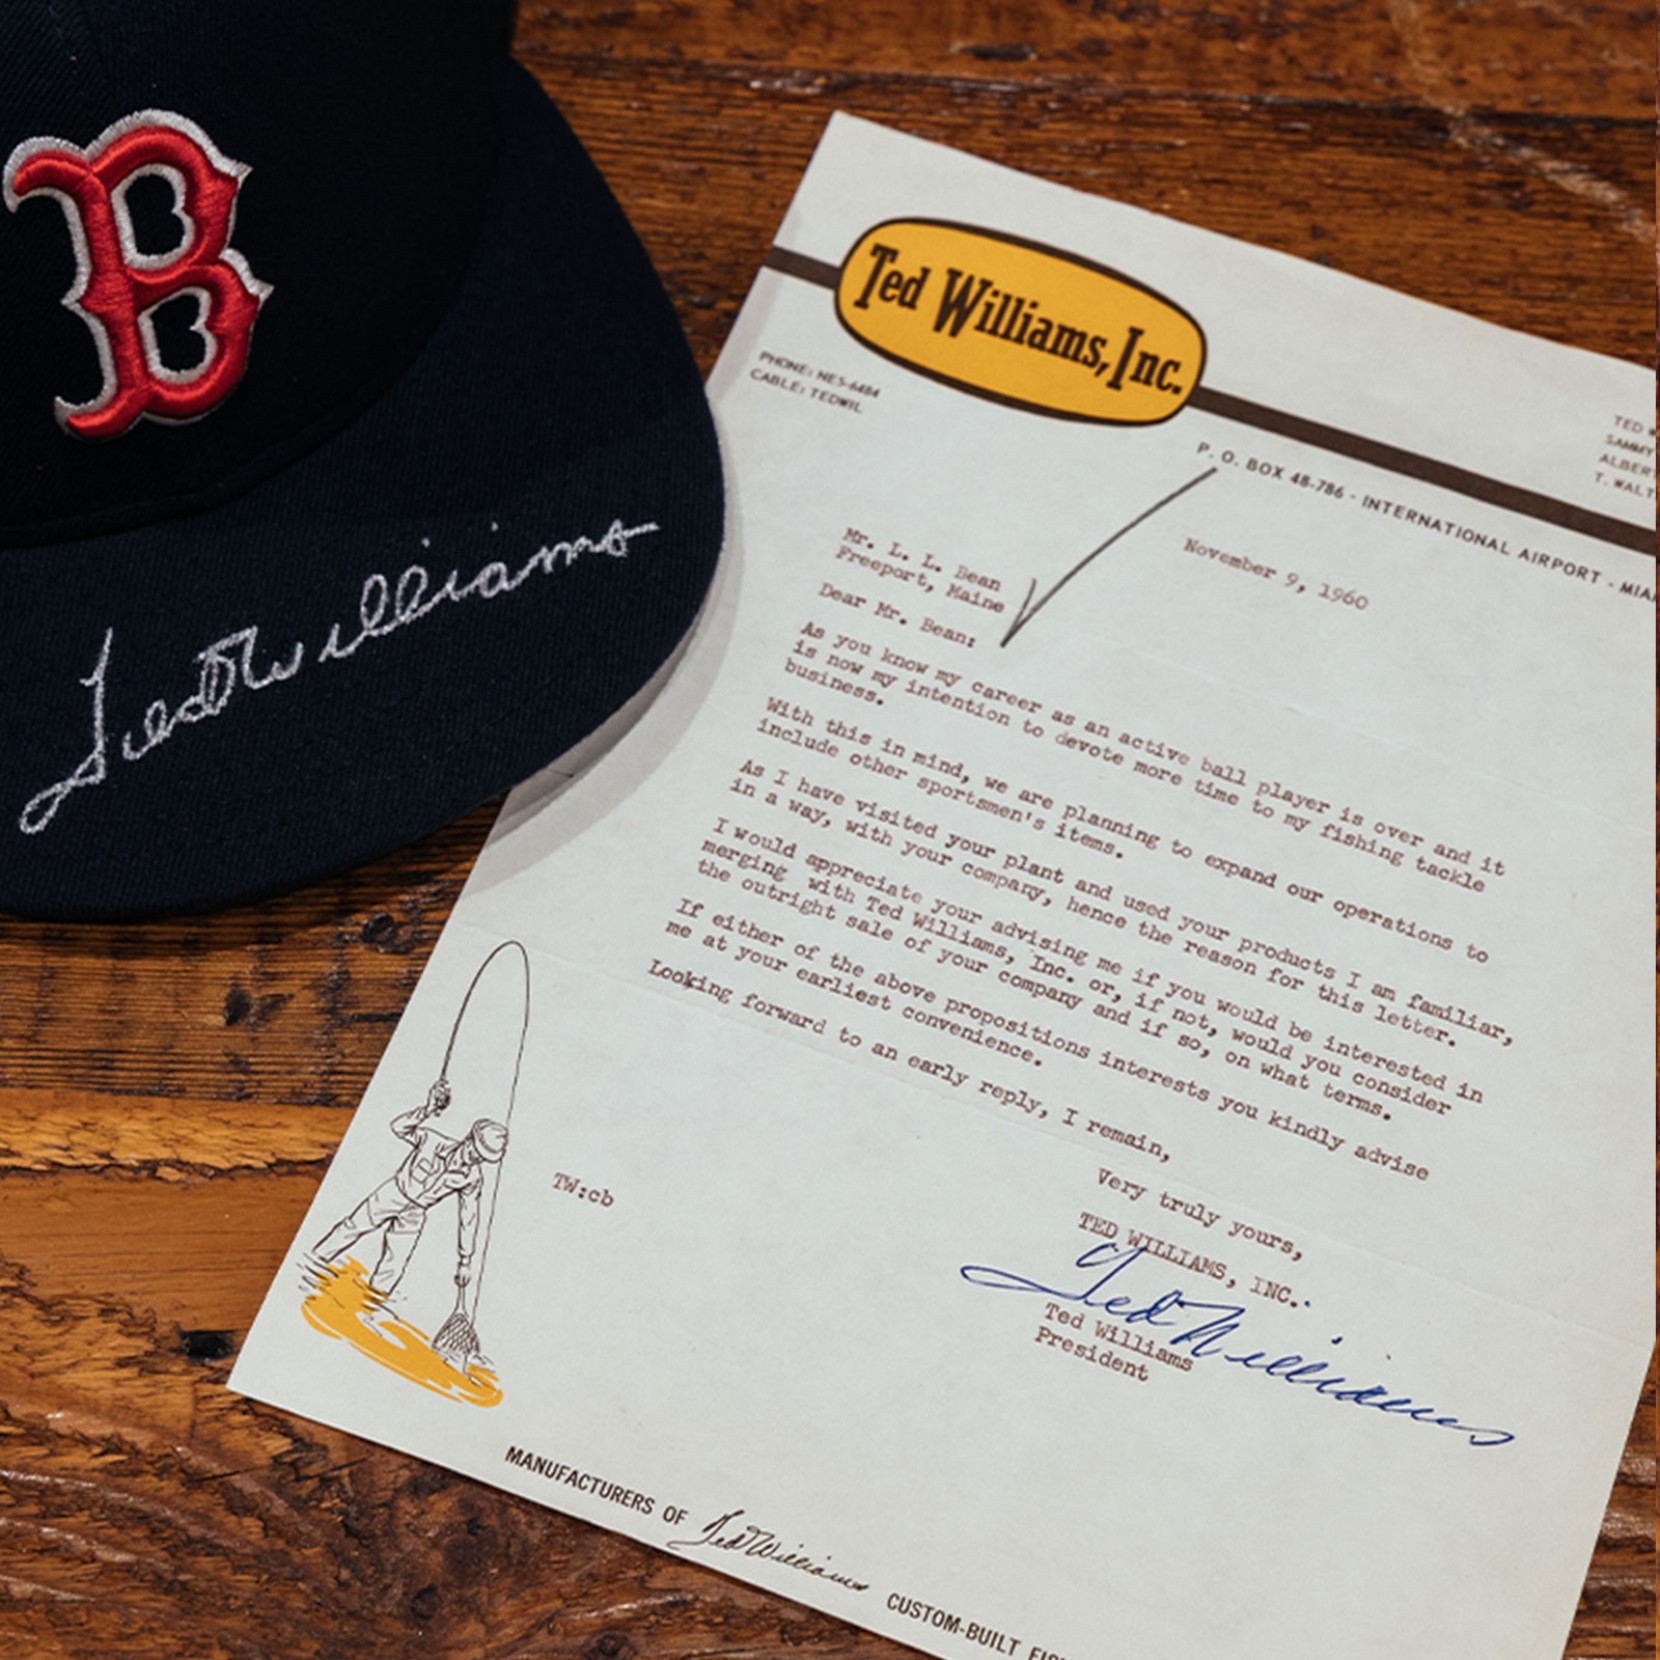 B
Ted Williams
Ted Williams, Inc.
PHONE: NE5-6484
CABLE: TEDWIL
TED
SAMMY
ALBER
T. WALT
P. O. BOX 48-786 - INTERNATIONAL AIRPORT - MIA
November 9, 1960
Mr. L. L. Bean
Freeport, Maine
Dear Mr. Bean:
As you know my career as an active ball player is over and it
is now my intention to devote more time to my fishing tackle
business.
With this in mind, we are planning to expand our operations to
include other sportsmen's items.
As I have visited your plant and used your products I am familiar,
in a way, with your company, hence the reason for this letter.
I would appreciate your advising me if you would be interested in
merging with Ted Williams, Inc. or, if not, would you consider
the outright sale of your company and if so, on what terms.
If either of the above propositions interests you kindly advise
me at your earliest convenience.
Looking forward to an early reply, I remain,
Very truly yours,
TED WILLIAMS, INC.
Ted Williams
Ted Williams
President
TW:cb
MANUFACTURERS OF Ted Williams CUSTOM-BUILT FIS